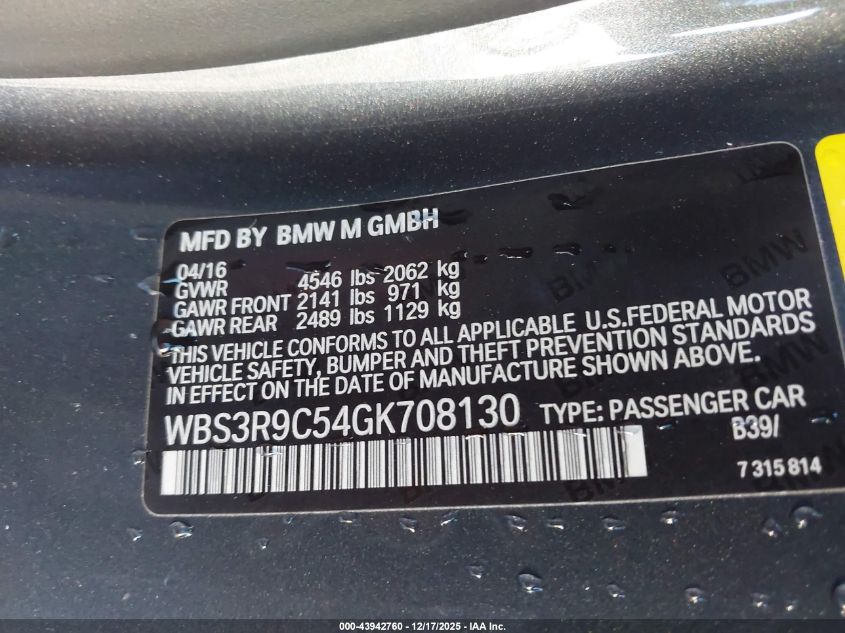 MFD BY BMW M GMBH
04/16
GVWR 4546 lbs 2062 kg
GAWR FRONT 2141 lbs 971 kg
GAWR REAR 2489 lbs 1129 kg
THIS VEHICLE CONFORMS TO ALL APPLICABLE U.S.FEDERAL MOTOR
VEHICLE SAFETY, BUMPER AND THEFT PREVENTION STANDARDS
IN EFFECT ON THE DATE OF MANUFACTURE SHOWN ABOVE.
WBS3R9C54GK708130 TYPE: PASSENGER CAR
B39/
7 315 814
BMW
BMW
000-43942760 - 12/17/2025 - IAA Inc.